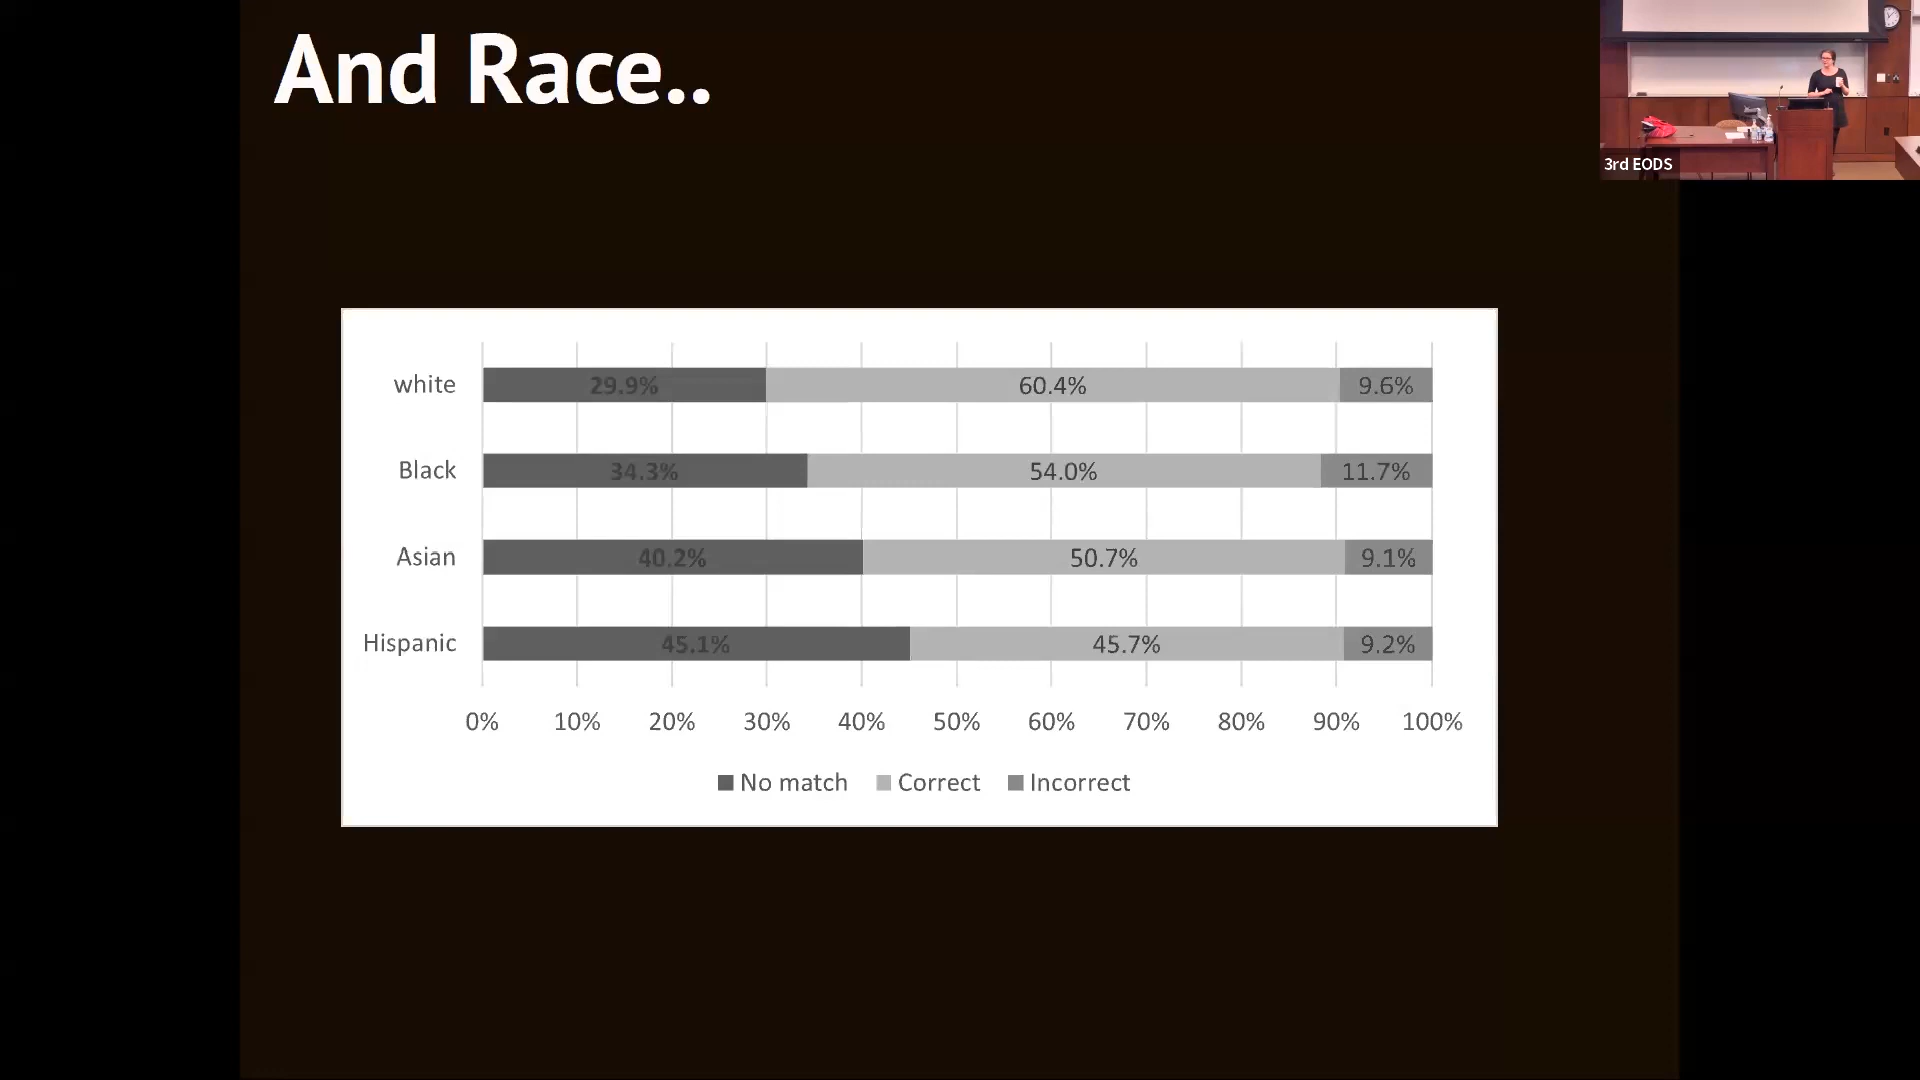 And Race..
3rd EODS
white 29.9% 60.4% 9.6%
Black 34.3% 54.0% 11.7%
Asian 40.2% 50.7% 9.1%
Hispanic 45.1% 45.7% 9.2%
0% 10% 20% 30% 40% 50% 60% 70% 80% 90% 100%
No match Correct Incorrect